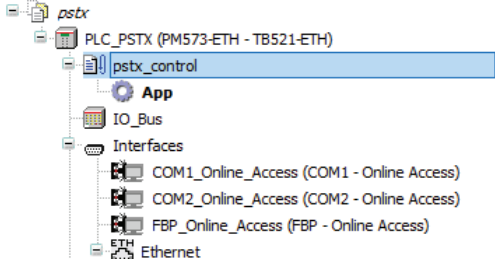 pstx
PLC_PSTX (PM573-ETH - TB521-ETH)
pstx_control
App
IO_Bus
Interfaces
COM1_Online_Access (COM1 - Online Access)
COM2_Online_Access (COM2 - Online Access)
FBP_Online_Access (FBP - Online Access)
ETH Ethernet